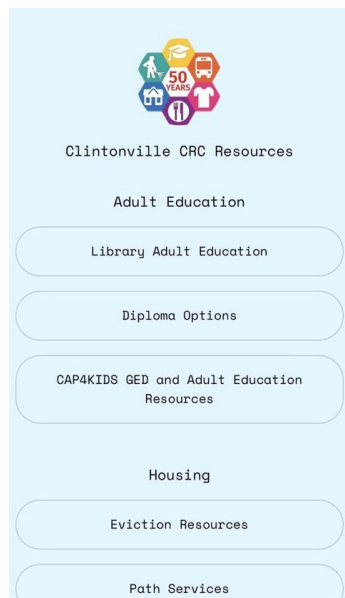 50
YEARS
Clintonville CRC Resources
Adult Education
Library Adult Education
Diploma Options
CAP4KIDS GED and Adult Education
Resources
Housing
Eviction Resources
Path Services